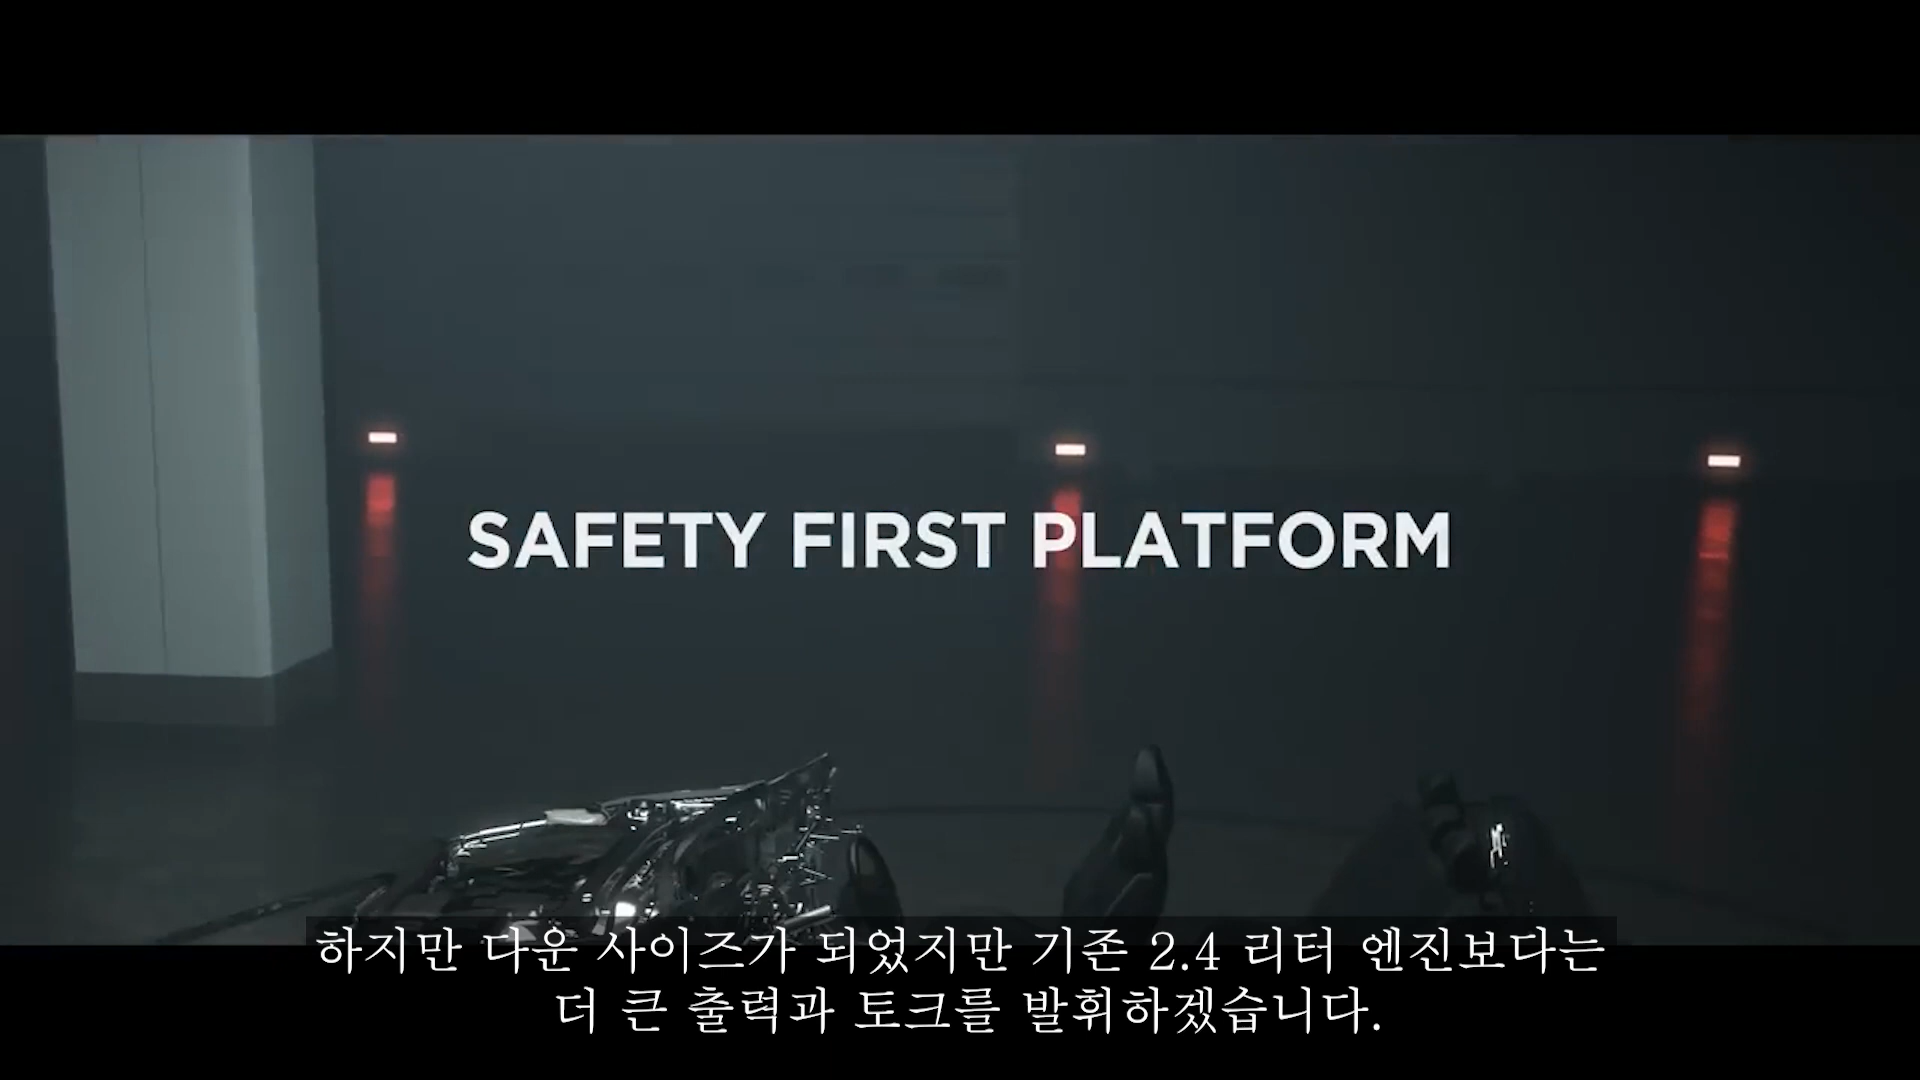 SAFETY FIRST PLATFORM
하지만 다운 사이즈가 되었지만 기존 2.4 리터 엔진보다는
더 큰 출력과 토크를 발휘하겠습니다.